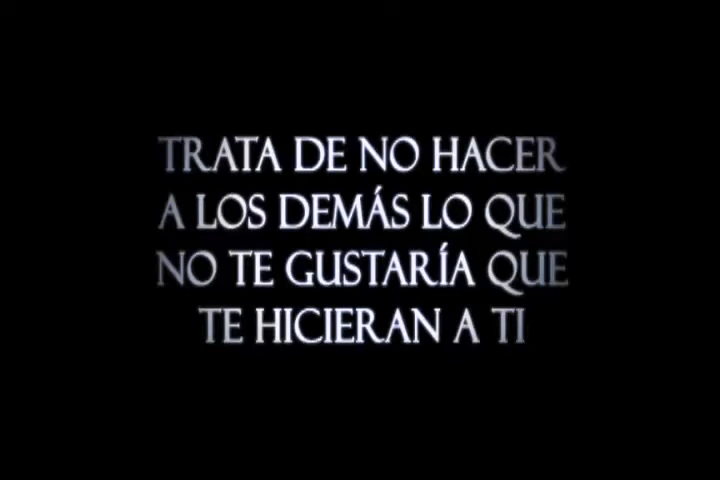 TRATA DE NO HACER
A LOS DEMÁS LO QUE
NO TE GUSTARÍA QUE
TE HICIERAN A TI